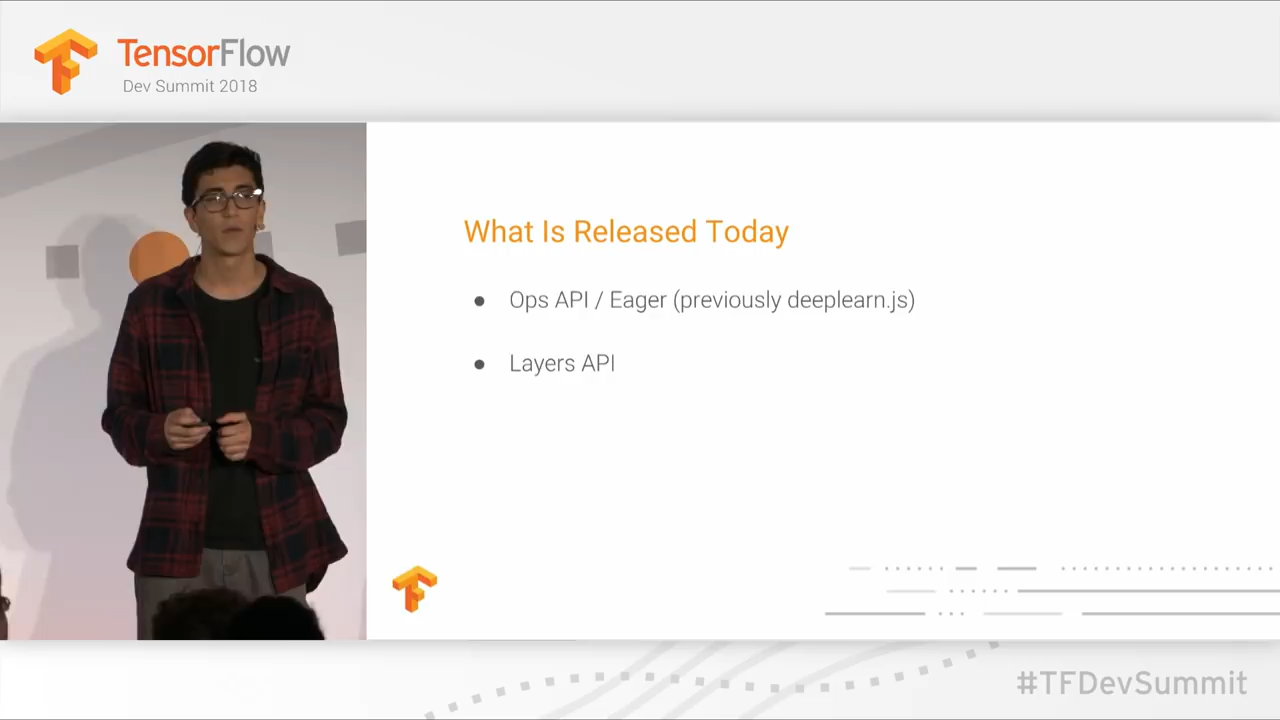 TensorFlow
Dev Summit 2018
What Is Released Today
● Ops API / Eager (previously deeplearn.js)
● Layers API
#TFDevSummit